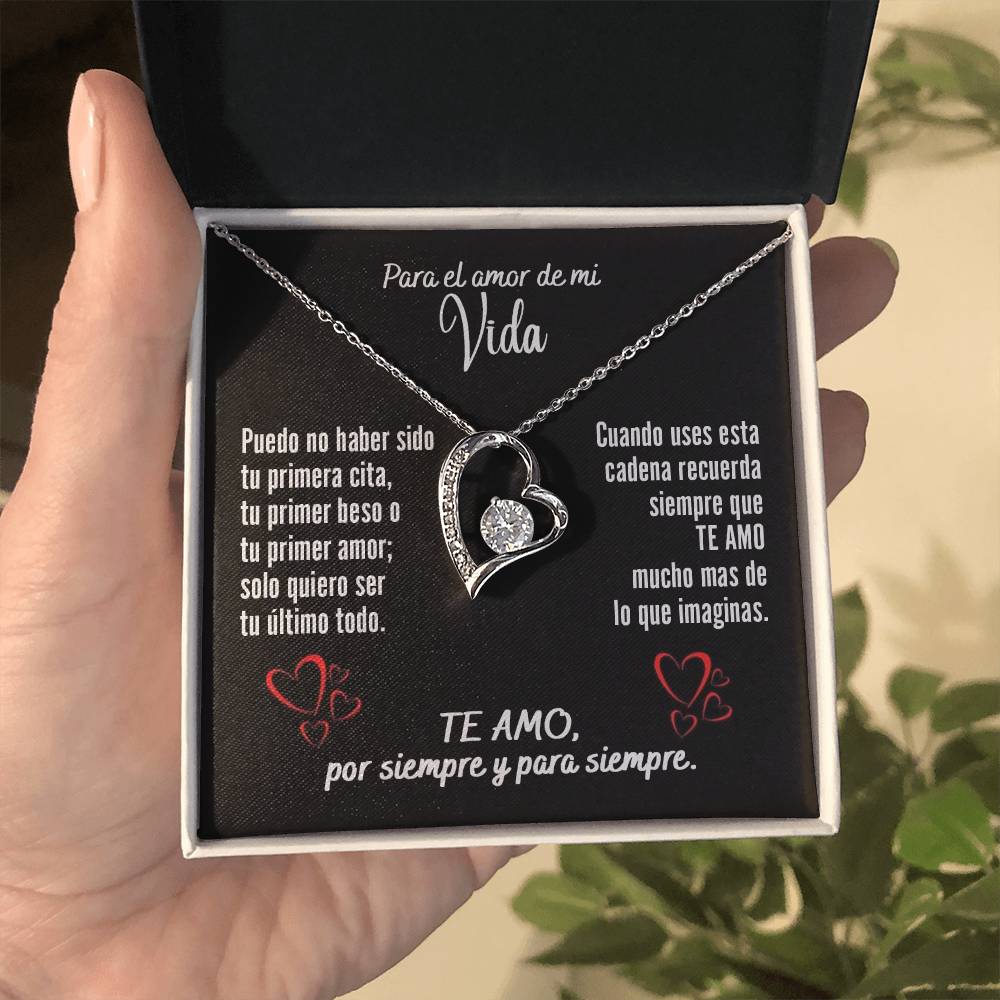 Para el amor de mi
Vida
Puedo no haber sido
tu primera cita,
tu primer beso o
tu primer amor;
solo quiero ser
tu último todo.
Cuando uses esta
cadena recuerda
siempre que
TE AMO
mucho mas de
lo que imaginas.
TE AMO,
por siempre y para siempre.